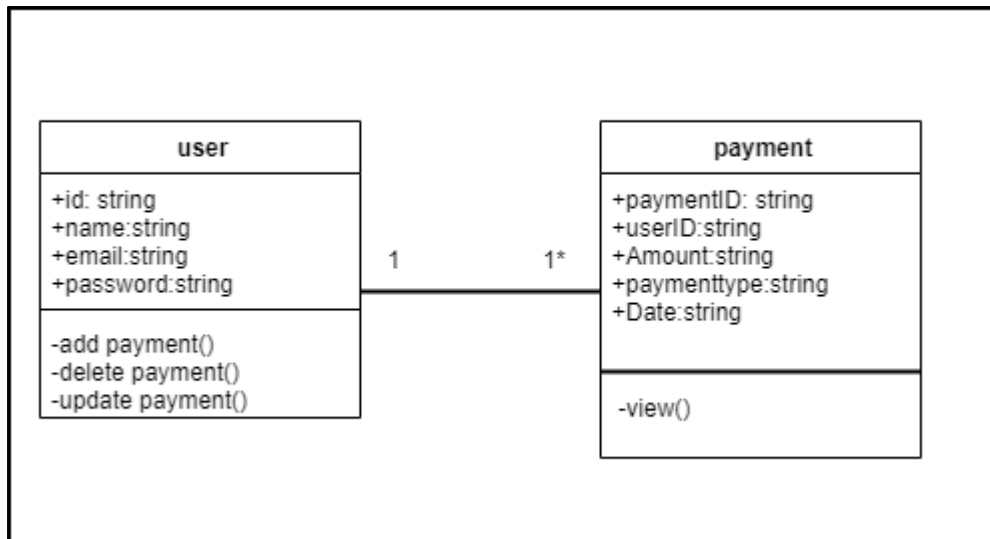 user
+id: string
+name:string
+email:string
+password:string
-add payment()
-delete payment()
-update payment()
1
1*
payment
+paymentID: string
+userID:string
+Amount:string
+paymenttype:string
+Date:string
-view()